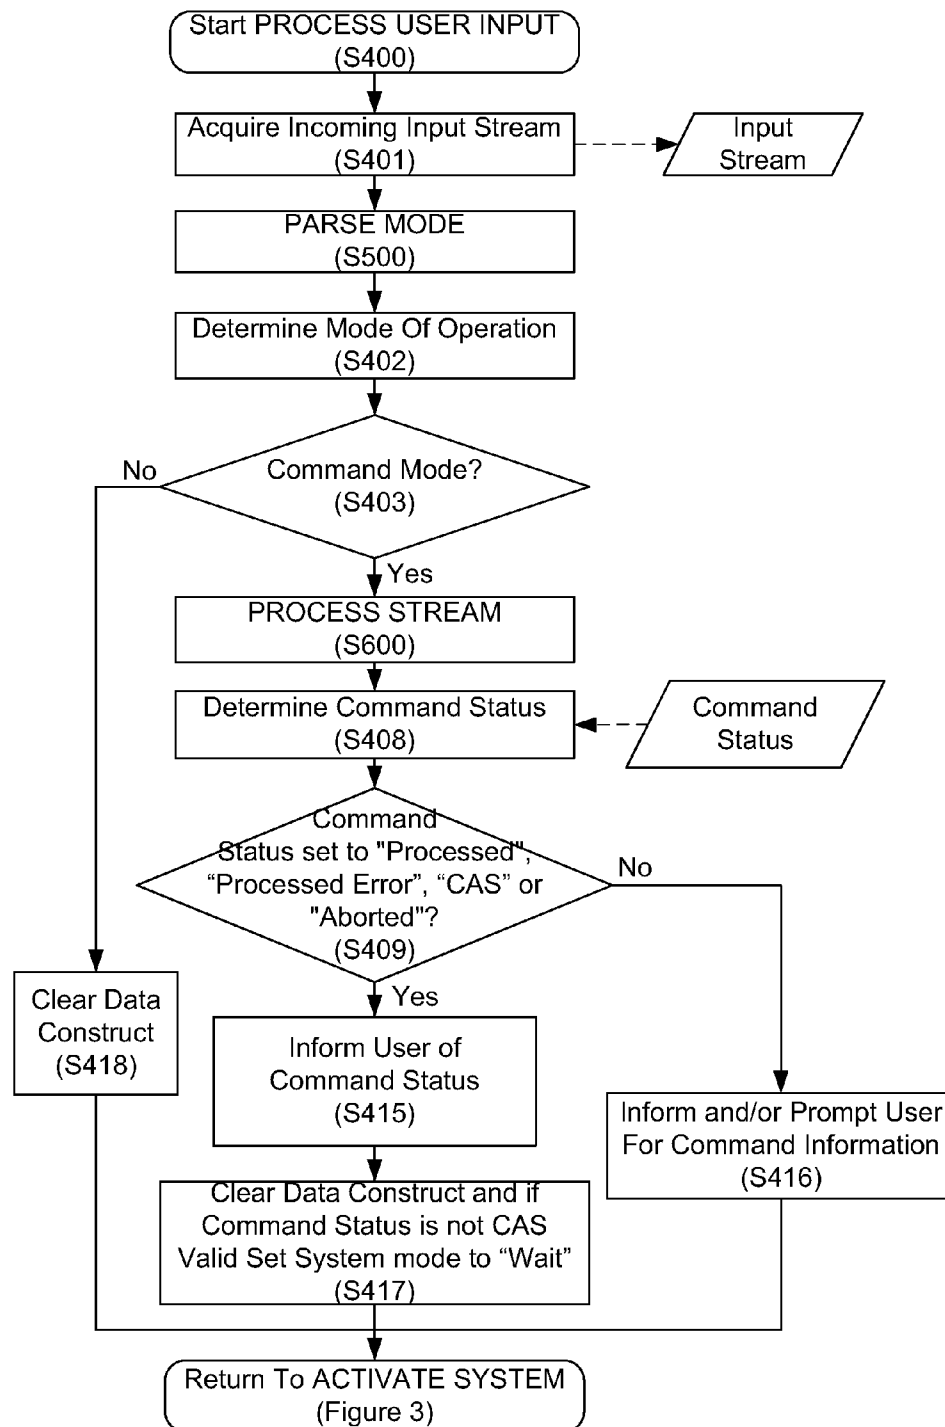 Start PROCESS USER INPUT
(S400)
Acquire Incoming Input Stream
(S401)
Input
Stream
PARSE MODE
(S500)
Determine Mode Of Operation
(S402)
No
Command Mode?
(S403)
Yes
PROCESS STREAM
(S600)
Determine Command Status
(S408)
Command
Status
Command
Status set to "Processed",
“Processed Error”, “CAS” or
"Aborted"?
(S409)
No
Yes
Clear Data
Construct
(S418)
Inform User of
Command Status
(S415)
Inform and/or Prompt User
For Command Information
(S416)
Clear Data Construct and if
Command Status is not CAS
Valid Set System mode to “Wait”
(S417)
Return To ACTIVATE SYSTEM
(Figure 3)